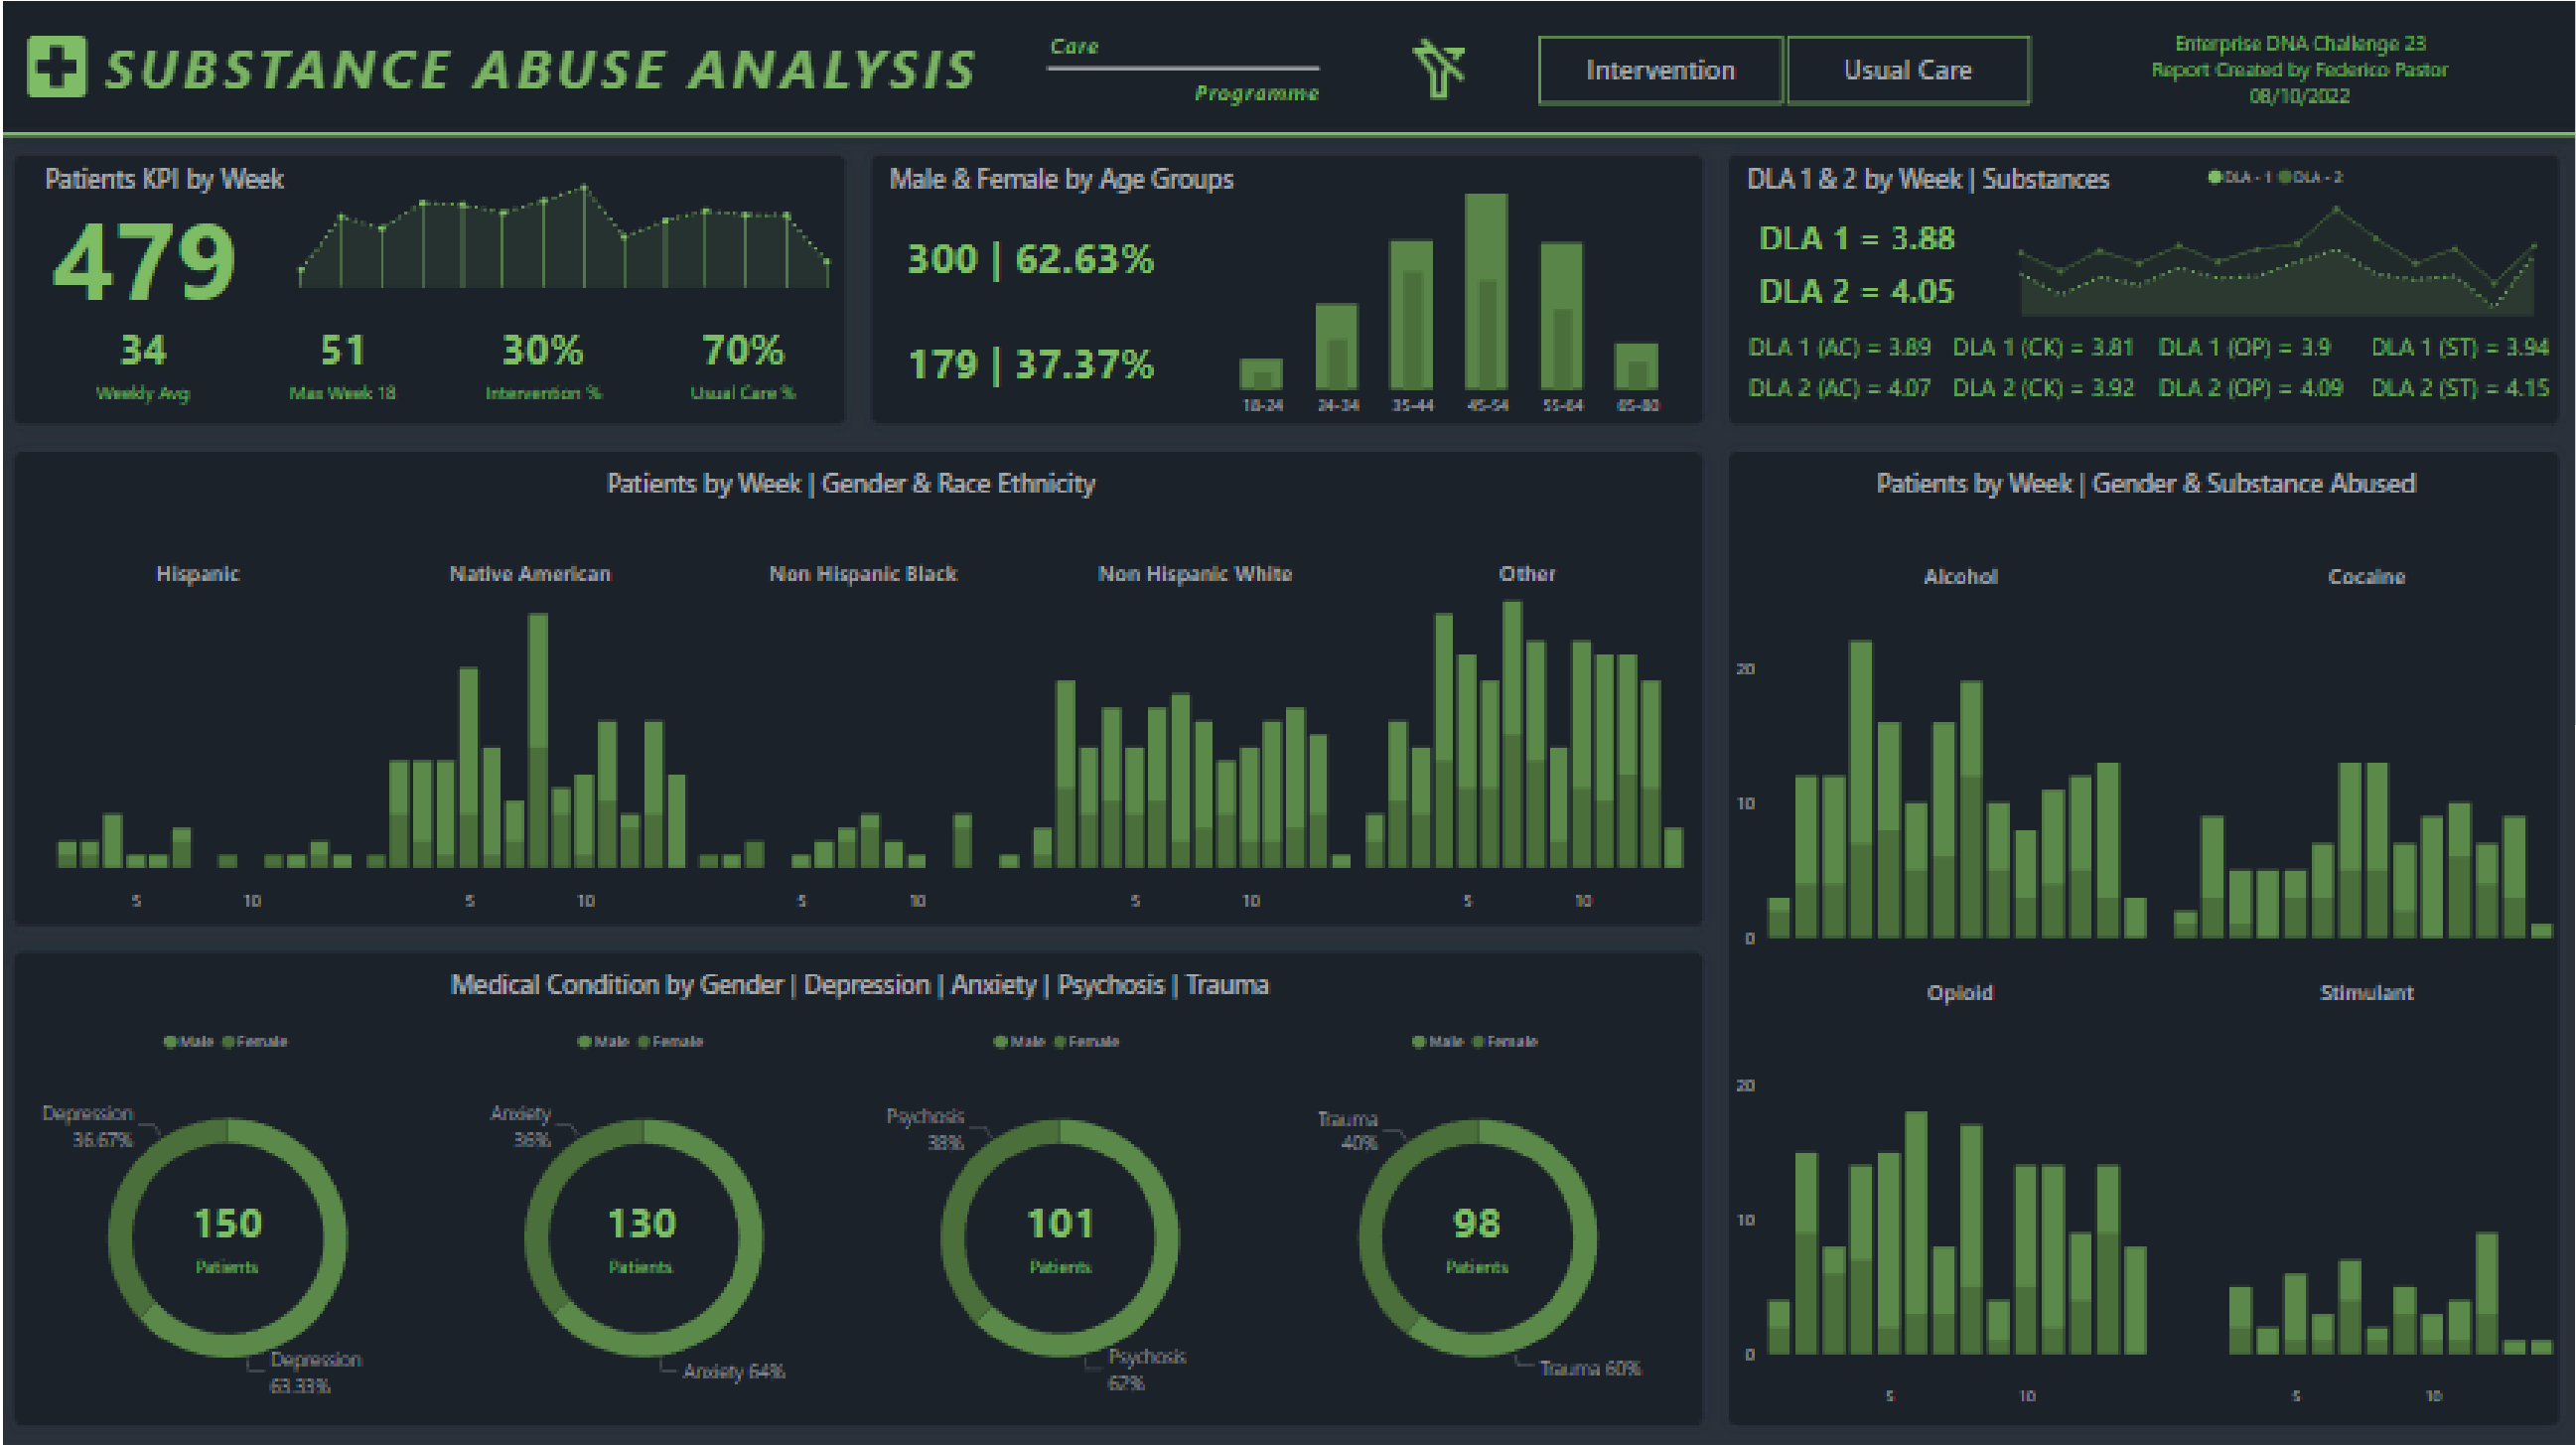 SUBSTANCE ABUSE ANALYSIS
Care
Programme
Intervention
Usual Care
Enterprise DNA Challenge 23
Report Created by Federico Pastor
08/10/2022
Patients KPI by Week
479
34
Weekly Avg
51
Max Week 18
30%
Intervention %
70%
Usual Care %
Male & Female by Age Groups
300 | 62.63%
179 | 37.37%
18-24 24-34 35-44 45-54 55-64 65-80
DLA 1 & 2 by Week | Substances
DLA - 1 DLA - 2
DLA 1 = 3.88
DLA 2 = 4.05
DLA 1 (AC) = 3.89 DLA 1 (CK) = 3.81 DLA 1 (OP) = 3.9 DLA 1 (ST) = 3.94
DLA 2 (AC) = 4.07 DLA 2 (CK) = 3.92 DLA 2 (OP) = 4.09 DLA 2 (ST) = 4.15
Patients by Week | Gender & Race Ethnicity
Hispanic Native American Non Hispanic Black Non Hispanic White Other
5 10 5 10 5 10 5 10 5 10
Patients by Week | Gender & Substance Abused
Alcohol Cocaine
20
10
0
Opioid Stimulant
20
10
0
5 10 5 10
Medical Condition by Gender | Depression | Anxiety | Psychosis | Trauma
Male Female
Depression
36.67%
150
Patients
Depression
63.33%
Male Female
Anxiety
36%
130
Patients
Anxiety 64%
Male Female
Psychosis
38%
101
Patients
Psychosis
62%
Male Female
Trauma
40%
98
Patients
Trauma 60%